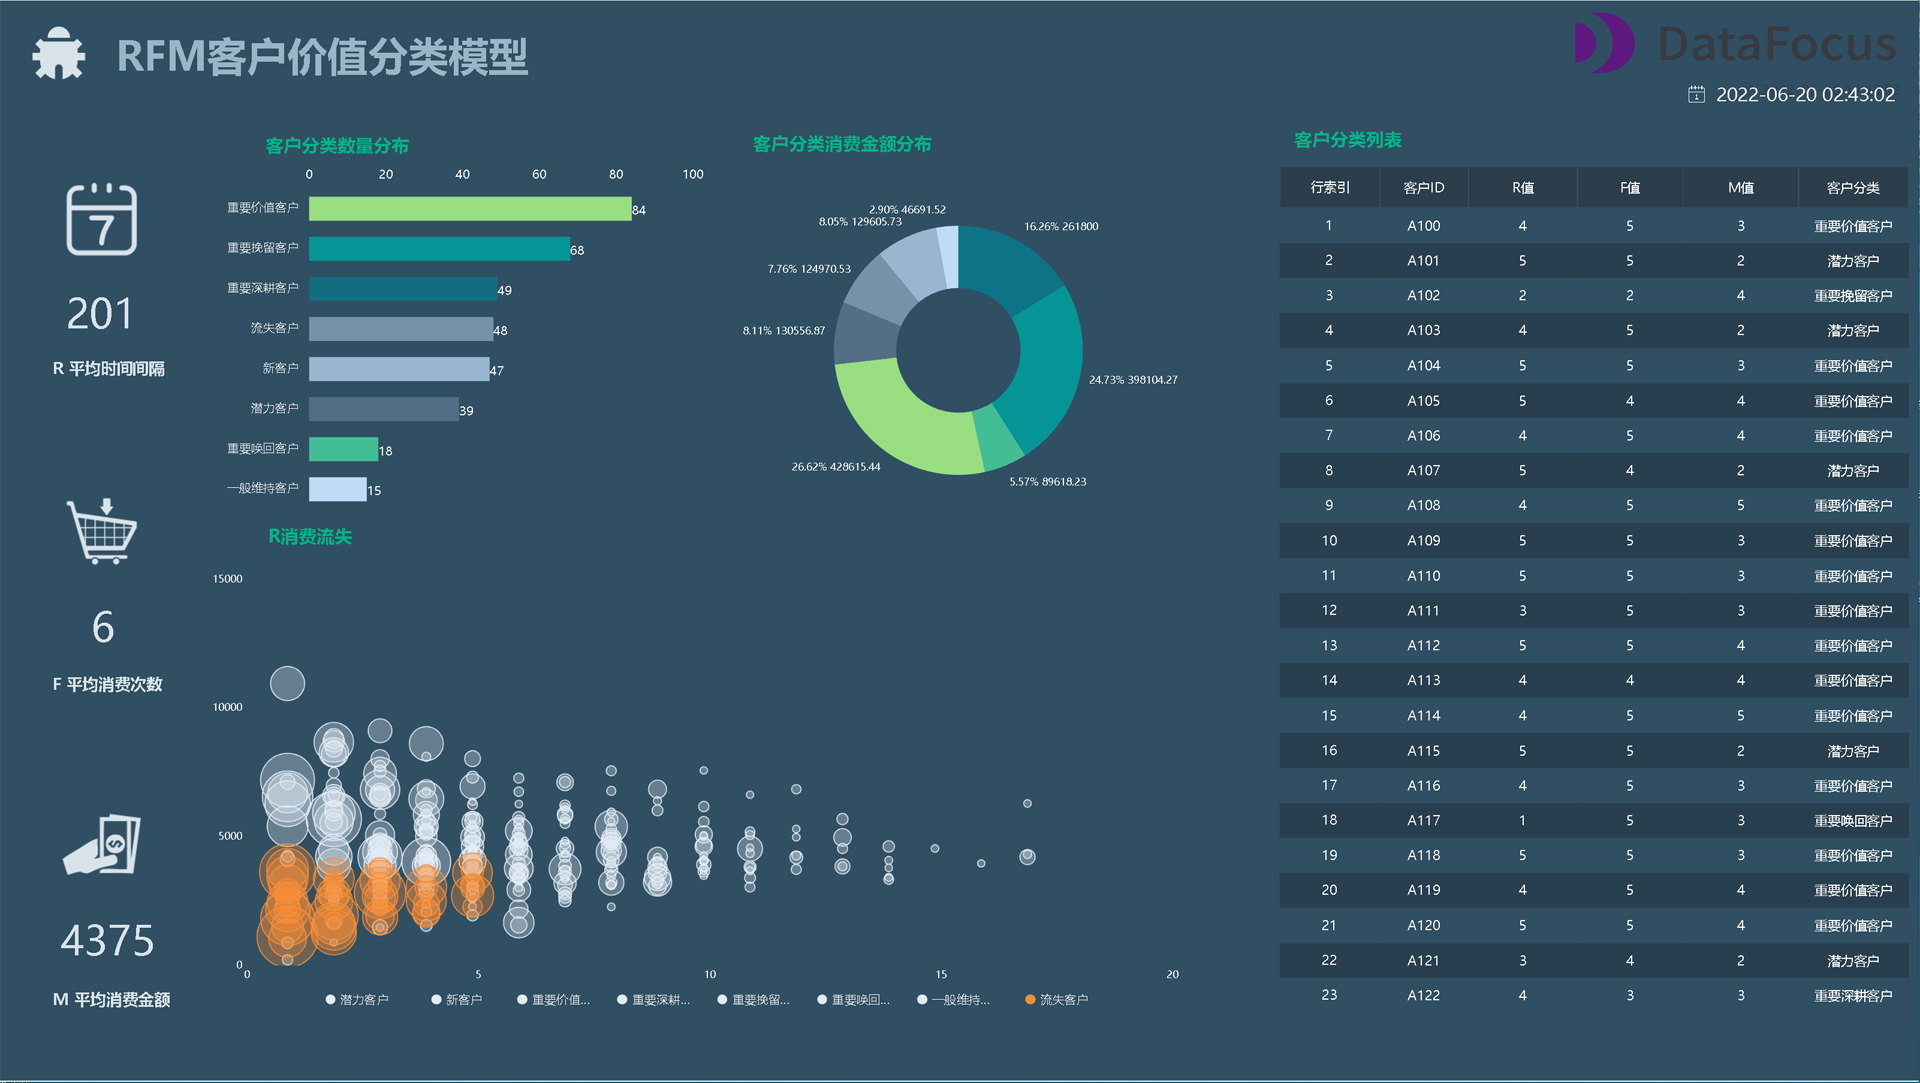 RFM客户价值分类模型
DataFocus
2022-06-20 02:43:02
7
201
R 平均时间间隔
6
F 平均消费次数
4375
M 平均消费金额
客户分类数量分布
0 20 40 60 80 100
重要价值客户 84
重要挽留客户 68
重要深耕客户 49
流失客户 48
新客户 47
潜力客户 39
重要唤回客户 18
一般维持客户 15
客户分类消费金额分布
2.90% 46691.52
8.05% 129605.73
16.26% 261800
7.76% 124970.53
8.11% 130556.87
24.73% 398104.27
26.62% 428615.44
5.57% 89618.23
R消费流失
15000
10000
5000
0
0 5 10 15 20
潜力客户 新客户 重要价值... 重要深耕... 重要挽留... 重要唤回... 一般维持... 流失客户
客户分类列表
行索引 客户ID R值 F值 M值 客户分类
1 A100 4 5 3 重要价值客户
2 A101 5 5 2 潜力客户
3 A102 2 2 4 重要挽留客户
4 A103 4 5 2 潜力客户
5 A104 5 5 3 重要价值客户
6 A105 5 4 4 重要价值客户
7 A106 4 5 4 重要价值客户
8 A107 5 4 2 潜力客户
9 A108 4 5 5 重要价值客户
10 A109 5 5 3 重要价值客户
11 A110 5 5 3 重要价值客户
12 A111 3 5 3 重要价值客户
13 A112 5 5 4 重要价值客户
14 A113 4 4 4 重要价值客户
15 A114 4 5 5 重要价值客户
16 A115 5 5 2 潜力客户
17 A116 4 5 3 重要价值客户
18 A117 1 5 3 重要唤回客户
19 A118 5 5 3 重要价值客户
20 A119 4 5 4 重要价值客户
21 A120 5 5 4 重要价值客户
22 A121 3 4 2 潜力客户
23 A122 4 3 3 重要深耕客户